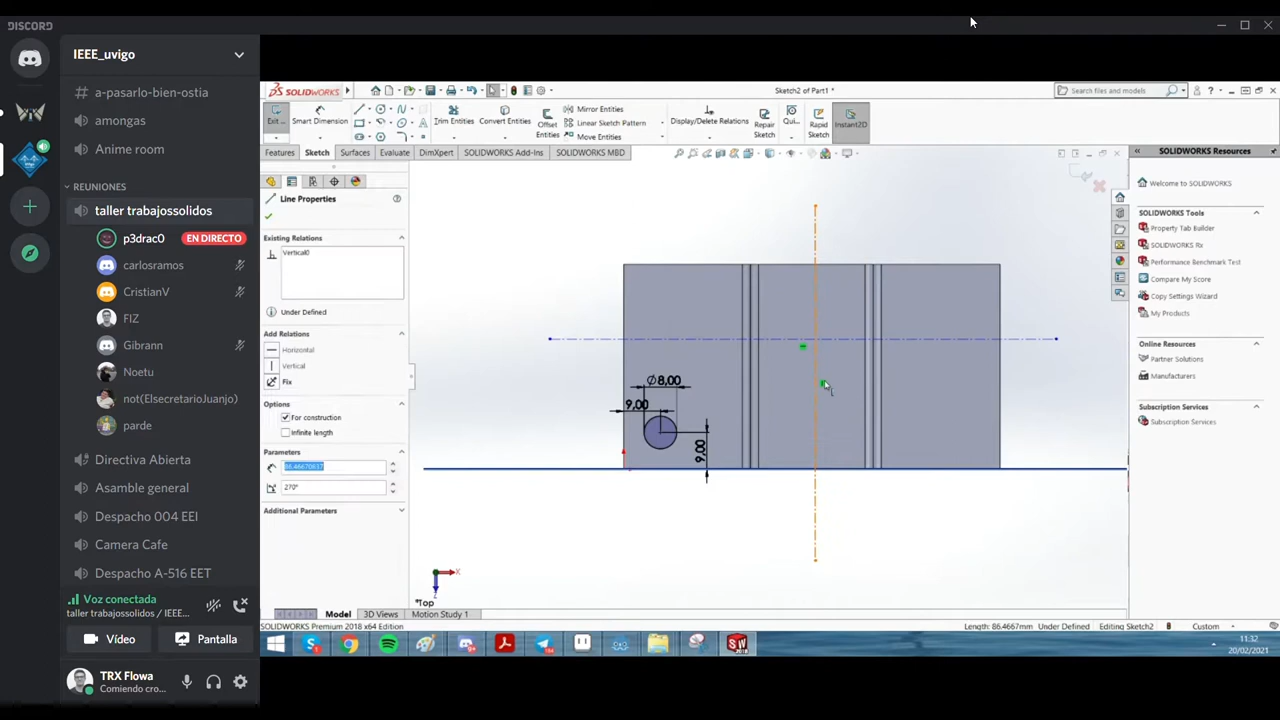 DISCORD
IEEE_uvigo
a-pasarlo-bien-ostia
amongas
Anime room
REUNIONES
taller trabajossolidos
p3drac0 EN DIRECTO
carlosramos
CristianV
FIZ
Gibrann
Noetu
not(ElsecretarioJuanjo)
parde
Directiva Abierta
Asamble general
Despacho 004 EEI
Camera Cafe
Despacho A-516 EET
Voz conectada
taller trabajossolidos / IEEE...
Vídeo
Pantalla
TRX Flowa
Comiendo cro...
SOLIDWORKS
Sketch2 of Part1 *
Search files and models
Exit...
Smart Dimension
Trim Entities
Convert Entities
Offset Entities
Mirror Entities
Linear Sketch Pattern
Move Entities
Display/Delete Relations
Repair Sketch
Qui...
Rapid Sketch
Instant2D
Features
Sketch
Surfaces
Evaluate
DimXpert
SOLIDWORKS Add-Ins
SOLIDWORKS MBD
Line Properties
Existing Relations
Vertical0
Under Defined
Add Relations
Horizontal
Vertical
Fix
Options
For construction
Infinite length
Parameters
86.46670637
270°
Additional Parameters
Ø8,00
9,00
9,00
X
Z
*Top
Model
3D Views
Motion Study 1
SOLIDWORKS Resources
Welcome to SOLIDWORKS
SOLIDWORKS Tools
Property Tab Builder
SOLIDWORKS Rx
Performance Benchmark Test
Compare My Score
Copy Settings Wizard
My Products
Online Resources
Partner Solutions
Manufacturers
Subscription Services
Subscription Services
SOLIDWORKS Premium 2018 x64 Edition
Length: 86.4667mm
Under Defined
Editing Sketch2
Custom
11:32
20/02/2021